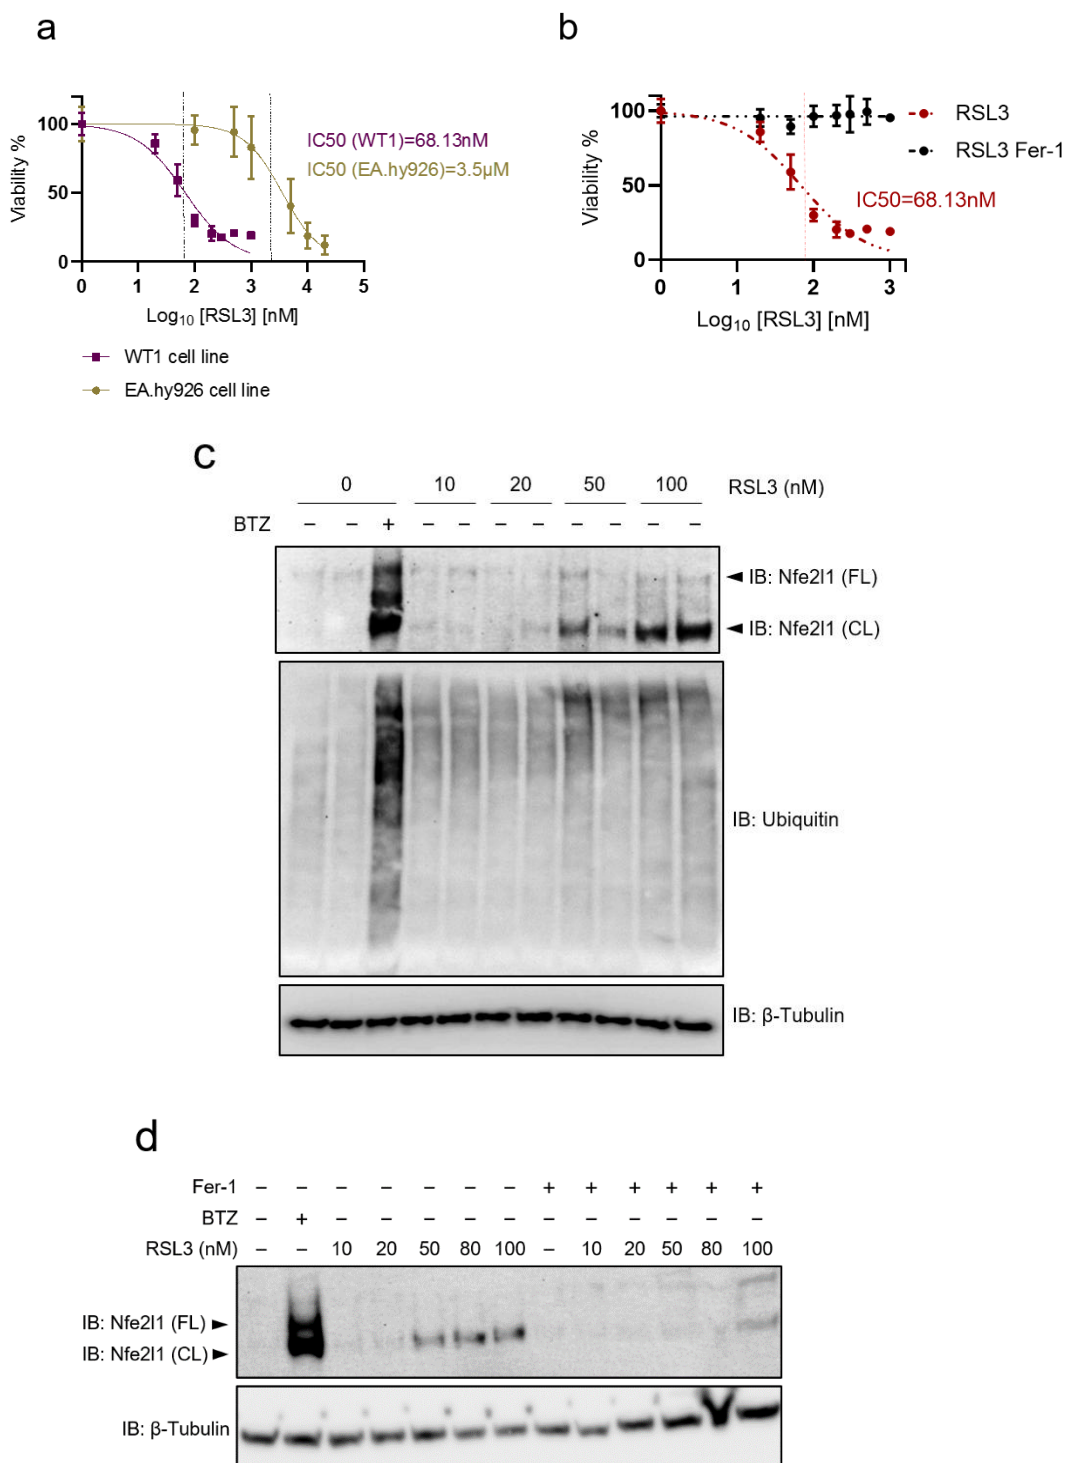 a
Viability %
100
50
0
0 1 2 3 4 5
Log10 [RSL3] [nM]
IC50 (WT1)=68.13nM
IC50 (EA.hy926)=3.5µM
WT1 cell line
EA.hy926 cell line
b
Viability %
100
50
0
0 1 2 3
Log10 [RSL3] [nM]
RSL3
RSL3 Fer-1
IC50=68.13nM
c
0 10 20 50 100 RSL3 (nM)
BTZ – – + – – – – – – – –
IB: Nfe2l1 (FL)
IB: Nfe2l1 (CL)
IB: Ubiquitin
IB: β-Tubulin
d
Fer-1 – – – – – – – + + + + + +
BTZ – + – – – – – – – – – – –
RSL3 (nM) – – 10 20 50 80 100 – 10 20 50 80 100
IB: Nfe2l1 (FL)
IB: Nfe2l1 (CL)
IB: β-Tubulin